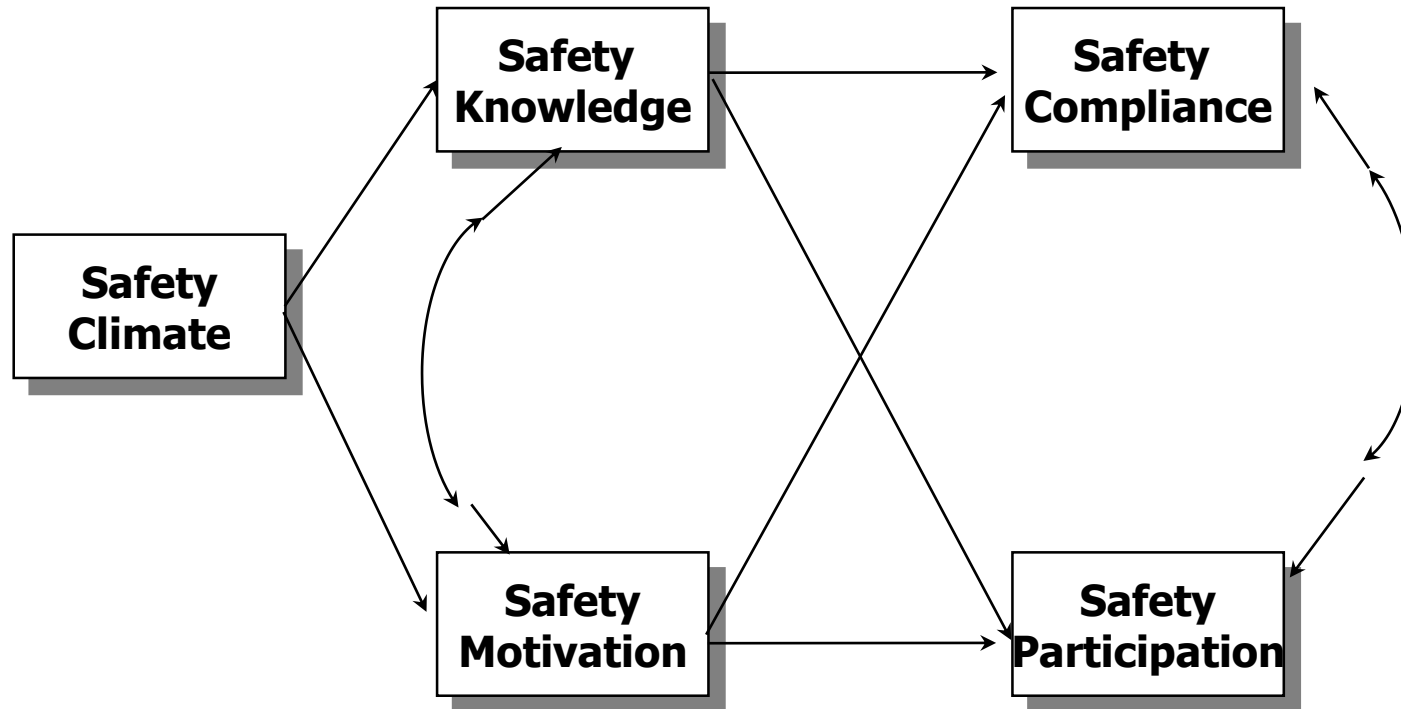 Safety
Knowledge
Safety
Compliance
Safety
Climate
Safety
Motivation
Safety
Participation